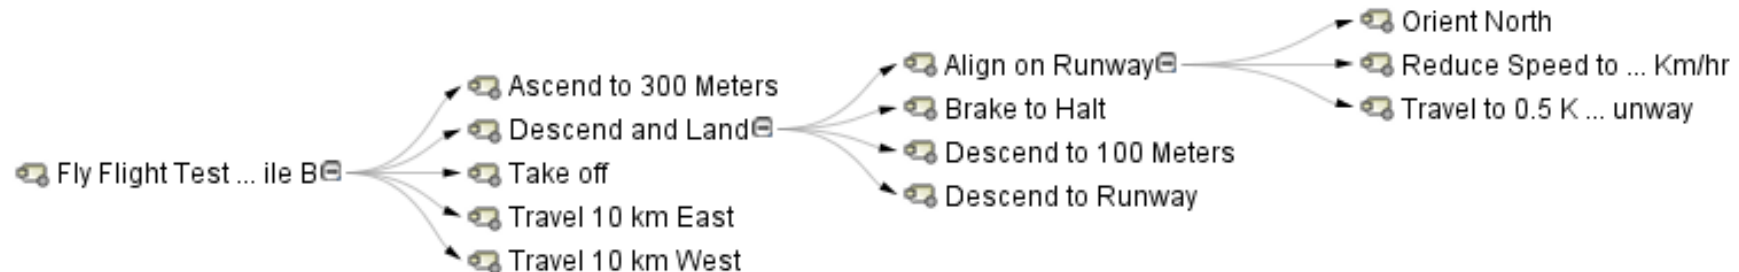 Fly Flight Test ... ile B
Ascend to 300 Meters
Descend and Land
Take off
Travel 10 km East
Travel 10 km West
Align on Runway
Brake to Halt
Descend to 100 Meters
Descend to Runway
Orient North
Reduce Speed to ... Km/hr
Travel to 0.5 K ... unway